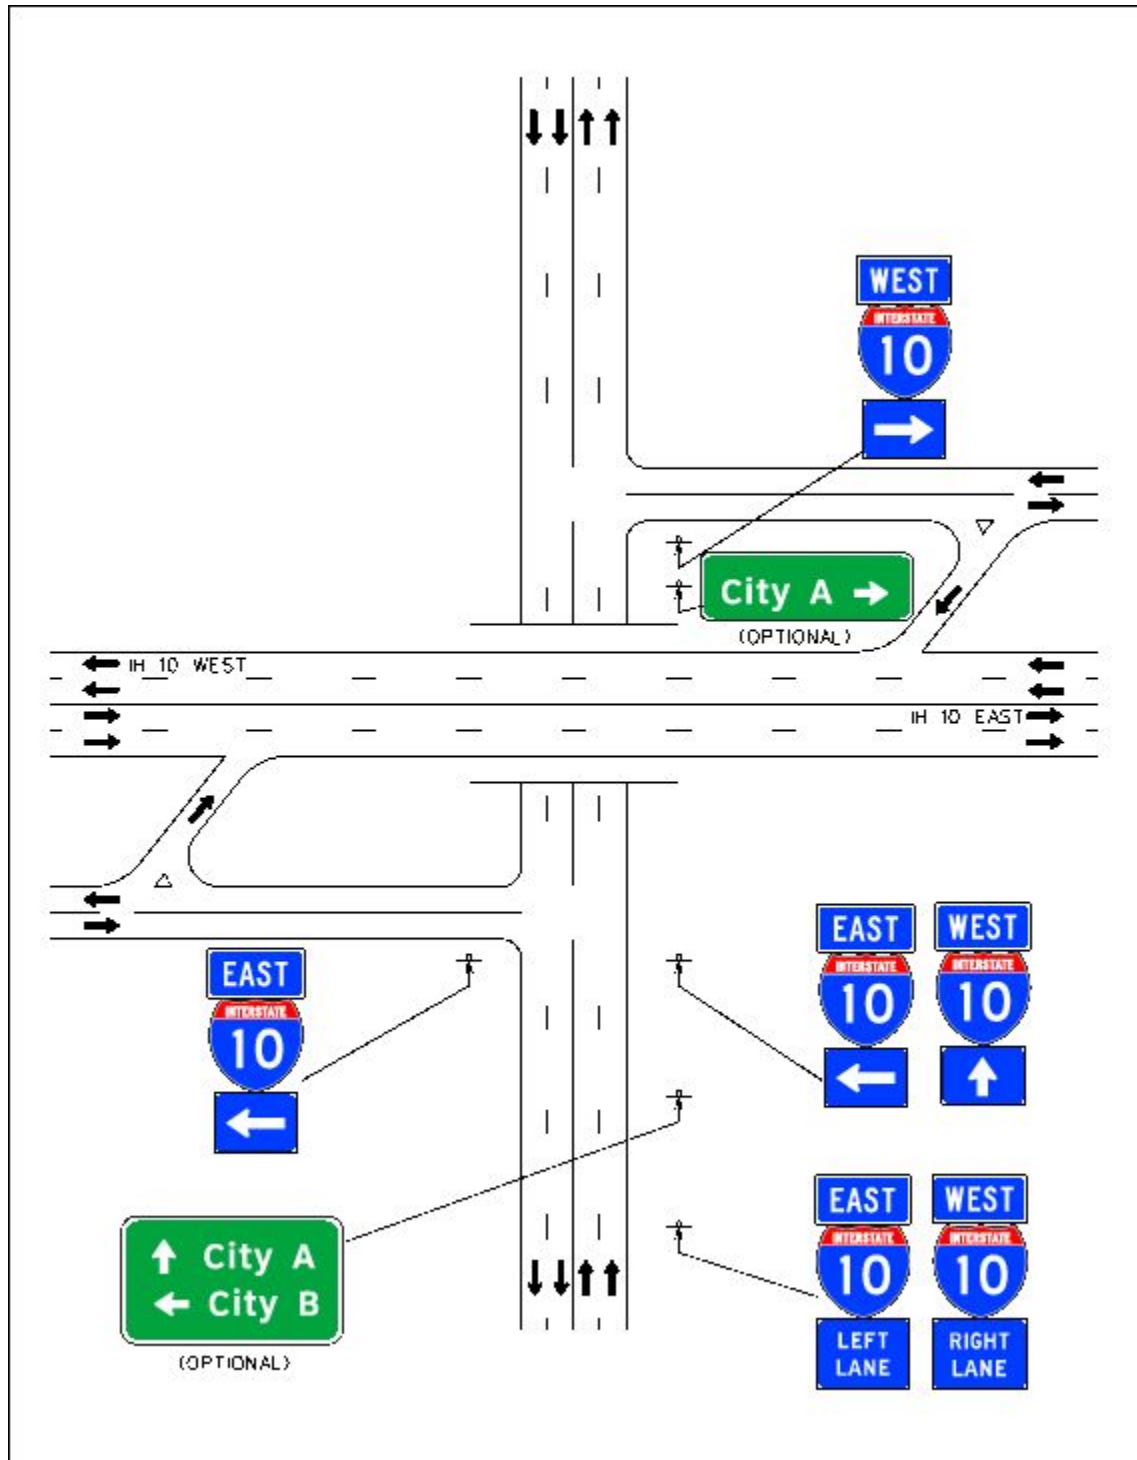 WEST
INTERSTATE
10
City A
(OPTIONAL)
IH 10 WEST
IH 10 EAST
EAST
INTERSTATE
10
EAST
INTERSTATE
10
WEST
INTERSTATE
10
City A
City B
(OPTIONAL)
EAST
INTERSTATE
10
LEFT
LANE
WEST
INTERSTATE
10
RIGHT
LANE